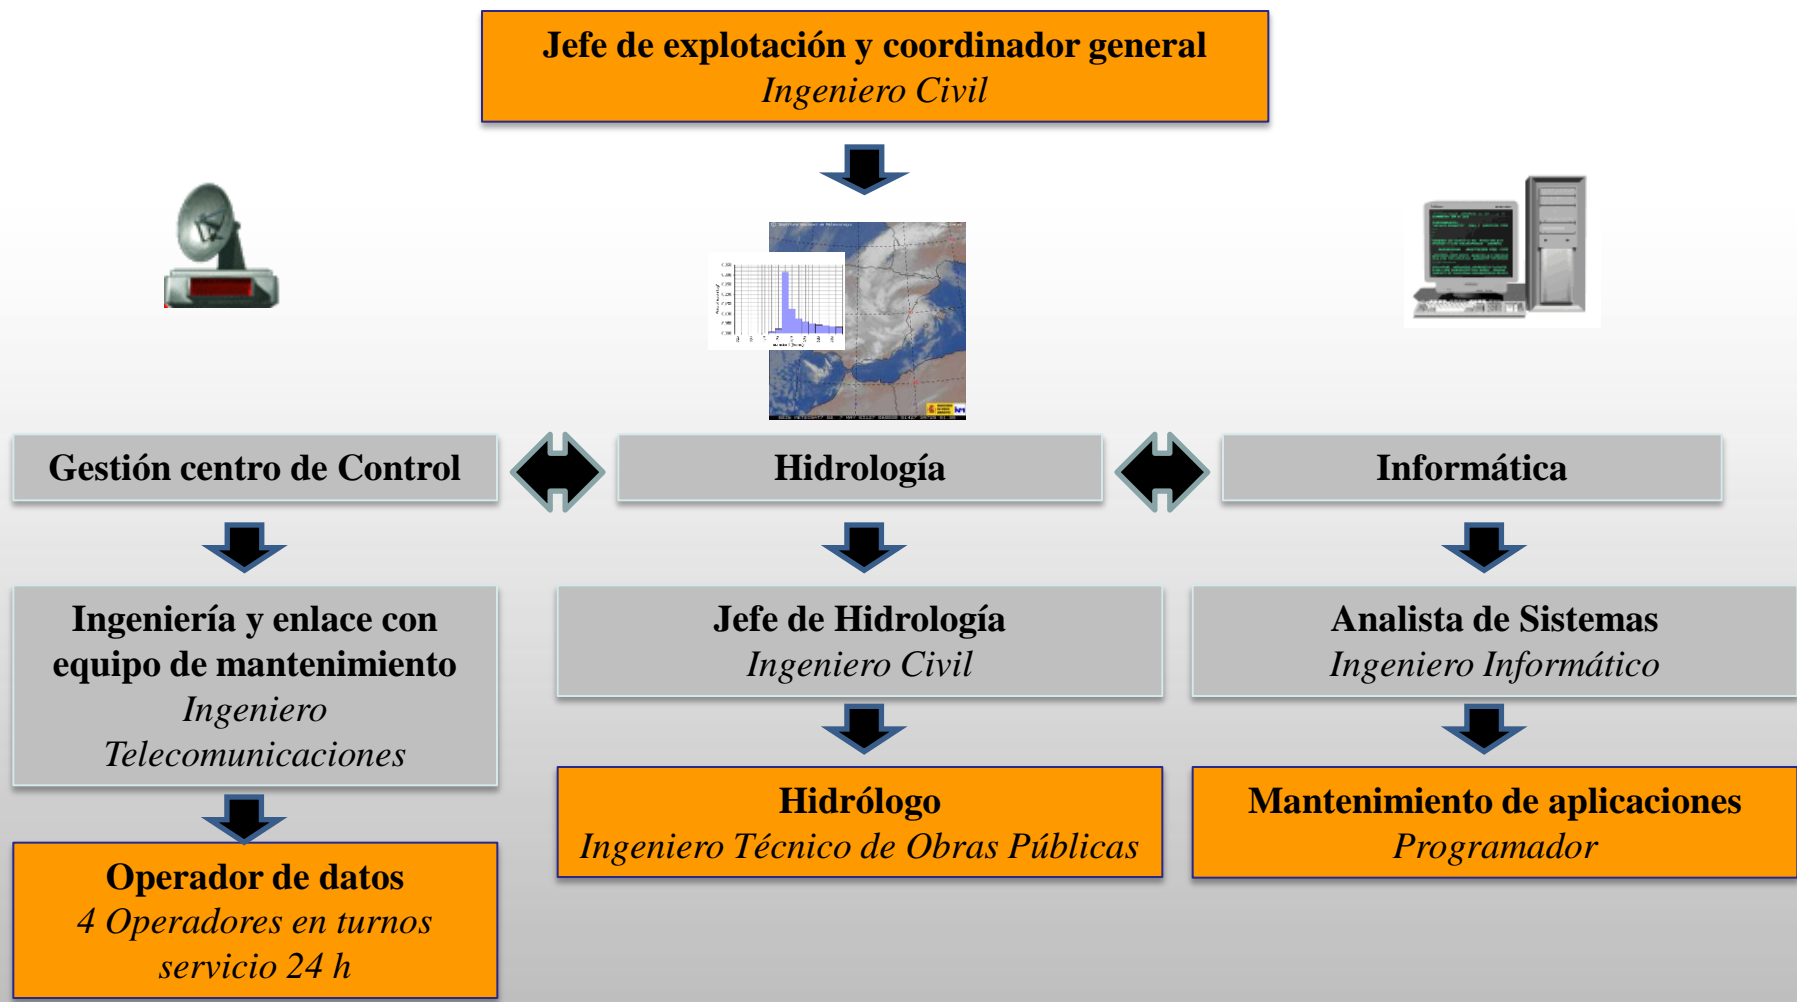 Jefe de explotación y coordinador general
Ingeniero Civil
Gestión centro de Control
Hidrología
Informática
Ingeniería y enlace con
equipo de mantenimiento
Ingeniero
Telecomunicaciones
Jefe de Hidrología
Ingeniero Civil
Analista de Sistemas
Ingeniero Informático
Hidrólogo
Ingeniero Técnico de Obras Públicas
Mantenimiento de aplicaciones
Programador
Operador de datos
4 Operadores en turnos
servicio 24 h